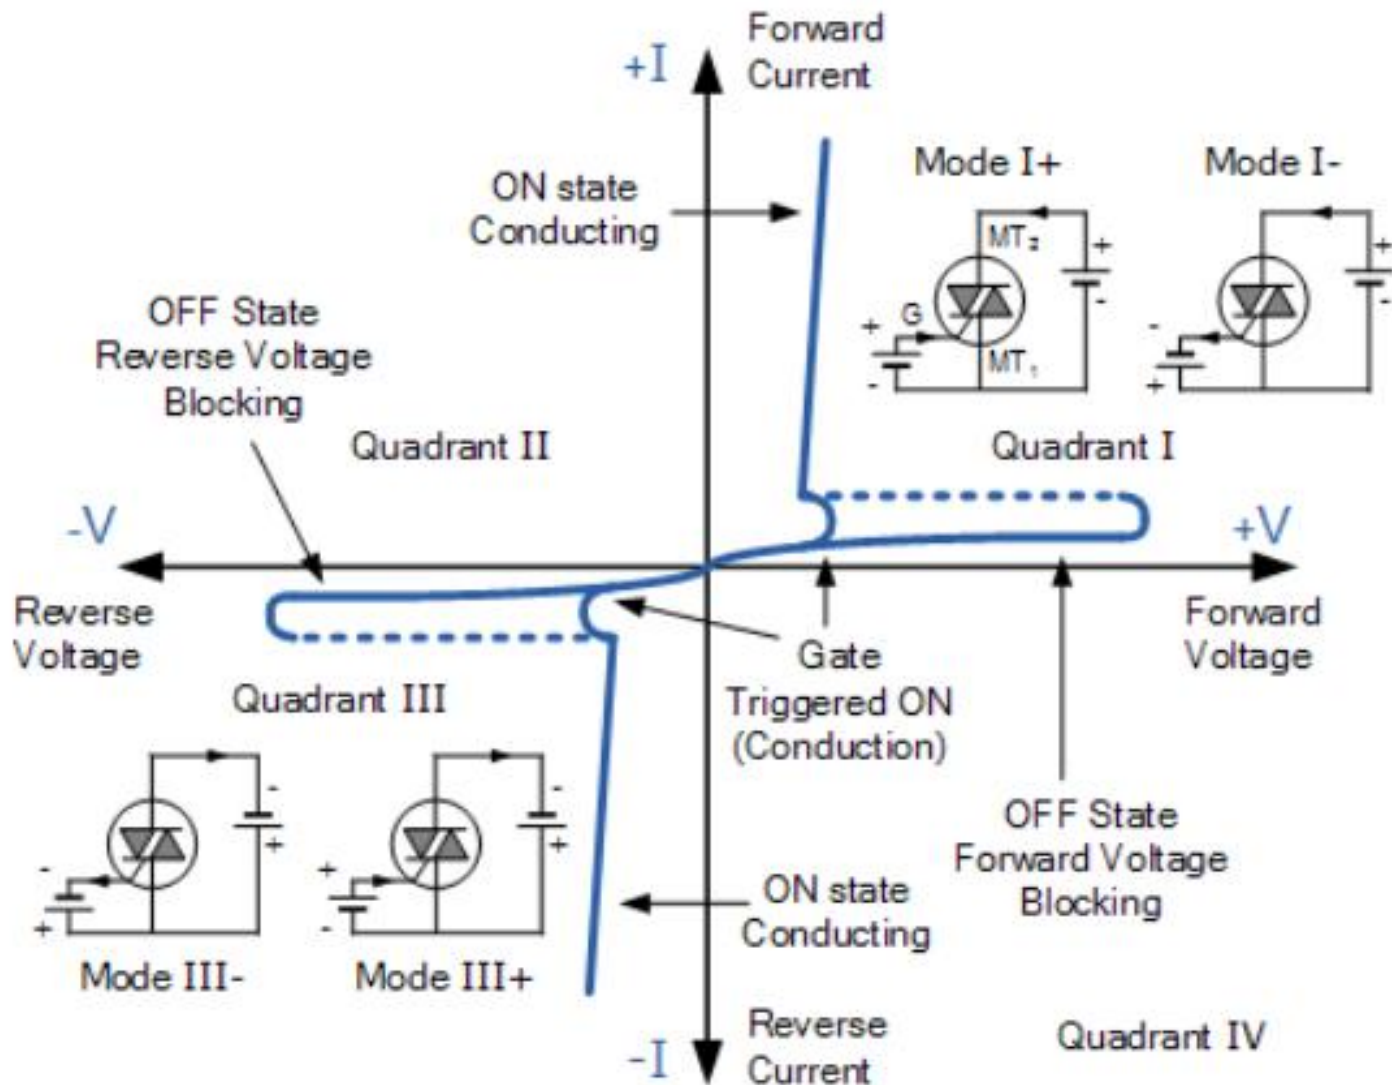 +I
Forward
Current
Mode I+
Mode I-
ON state
Conducting
MT2
+
-
+
-
G
+
-
MT1
-
+
OFF State
Reverse Voltage
Blocking
Quadrant II
Quadrant I
-V
+V
Reverse
Voltage
Forward
Voltage
Gate
Triggered ON
(Conduction)
Quadrant III
-
+
-
+
-
+
+
-
OFF State
Forward Voltage
Blocking
ON state
Conducting
Mode III-
Mode III+
-I
Reverse
Current
Quadrant IV